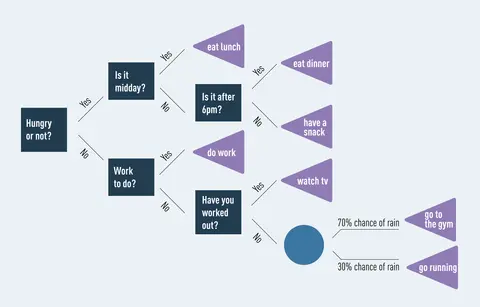 Hungry
or not?
Yes
No
Is it
midday?
Yes
No
eat lunch
Is it after
6pm?
Yes
No
eat dinner
have a
snack
Work
to do?
Yes
No
do work
Have you
worked
out?
Yes
No
watch tv
70% chance of rain
go to
the gym
30% chance of rain
go running